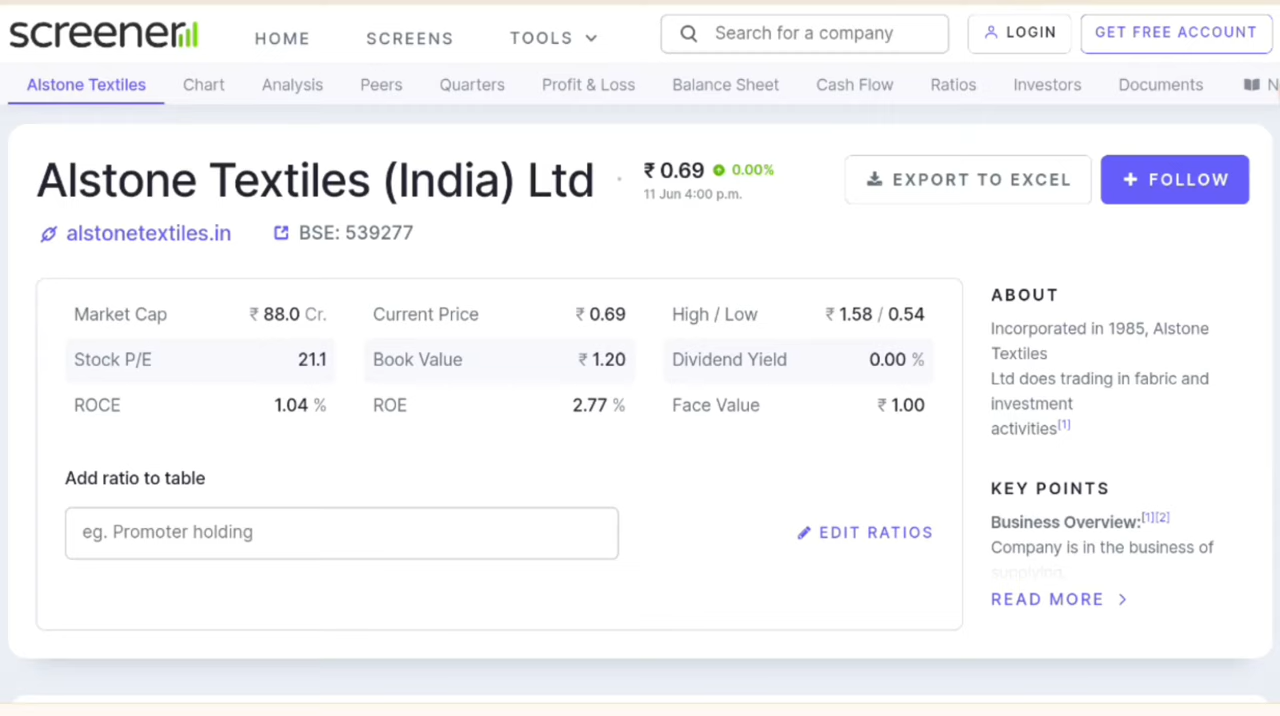 screener
HOME SCREENS TOOLS
Search for a company
LOGIN
GET FREE ACCOUNT
Alstone Textiles Chart Analysis Peers Quarters Profit & Loss Balance Sheet Cash Flow Ratios Investors Documents N
Alstone Textiles (India) Ltd
₹ 0.69 0.00%
11 Jun 4:00 p.m.
EXPORT TO EXCEL
+ FOLLOW
alstonetextiles.in
BSE: 539277
Market Cap ₹ 88.0 Cr.
Current Price ₹ 0.69
High / Low ₹ 1.58 / 0.54
Stock P/E 21.1
Book Value ₹ 1.20
Dividend Yield 0.00 %
ROCE 1.04 %
ROE 2.77 %
Face Value ₹ 1.00
Add ratio to table
eg. Promoter holding
EDIT RATIOS
ABOUT
Incorporated in 1985, Alstone
Textiles
Ltd does trading in fabric and
investment
activities[1]
KEY POINTS
Business Overview:[1][2]
Company is in the business of
supplying,
READ MORE